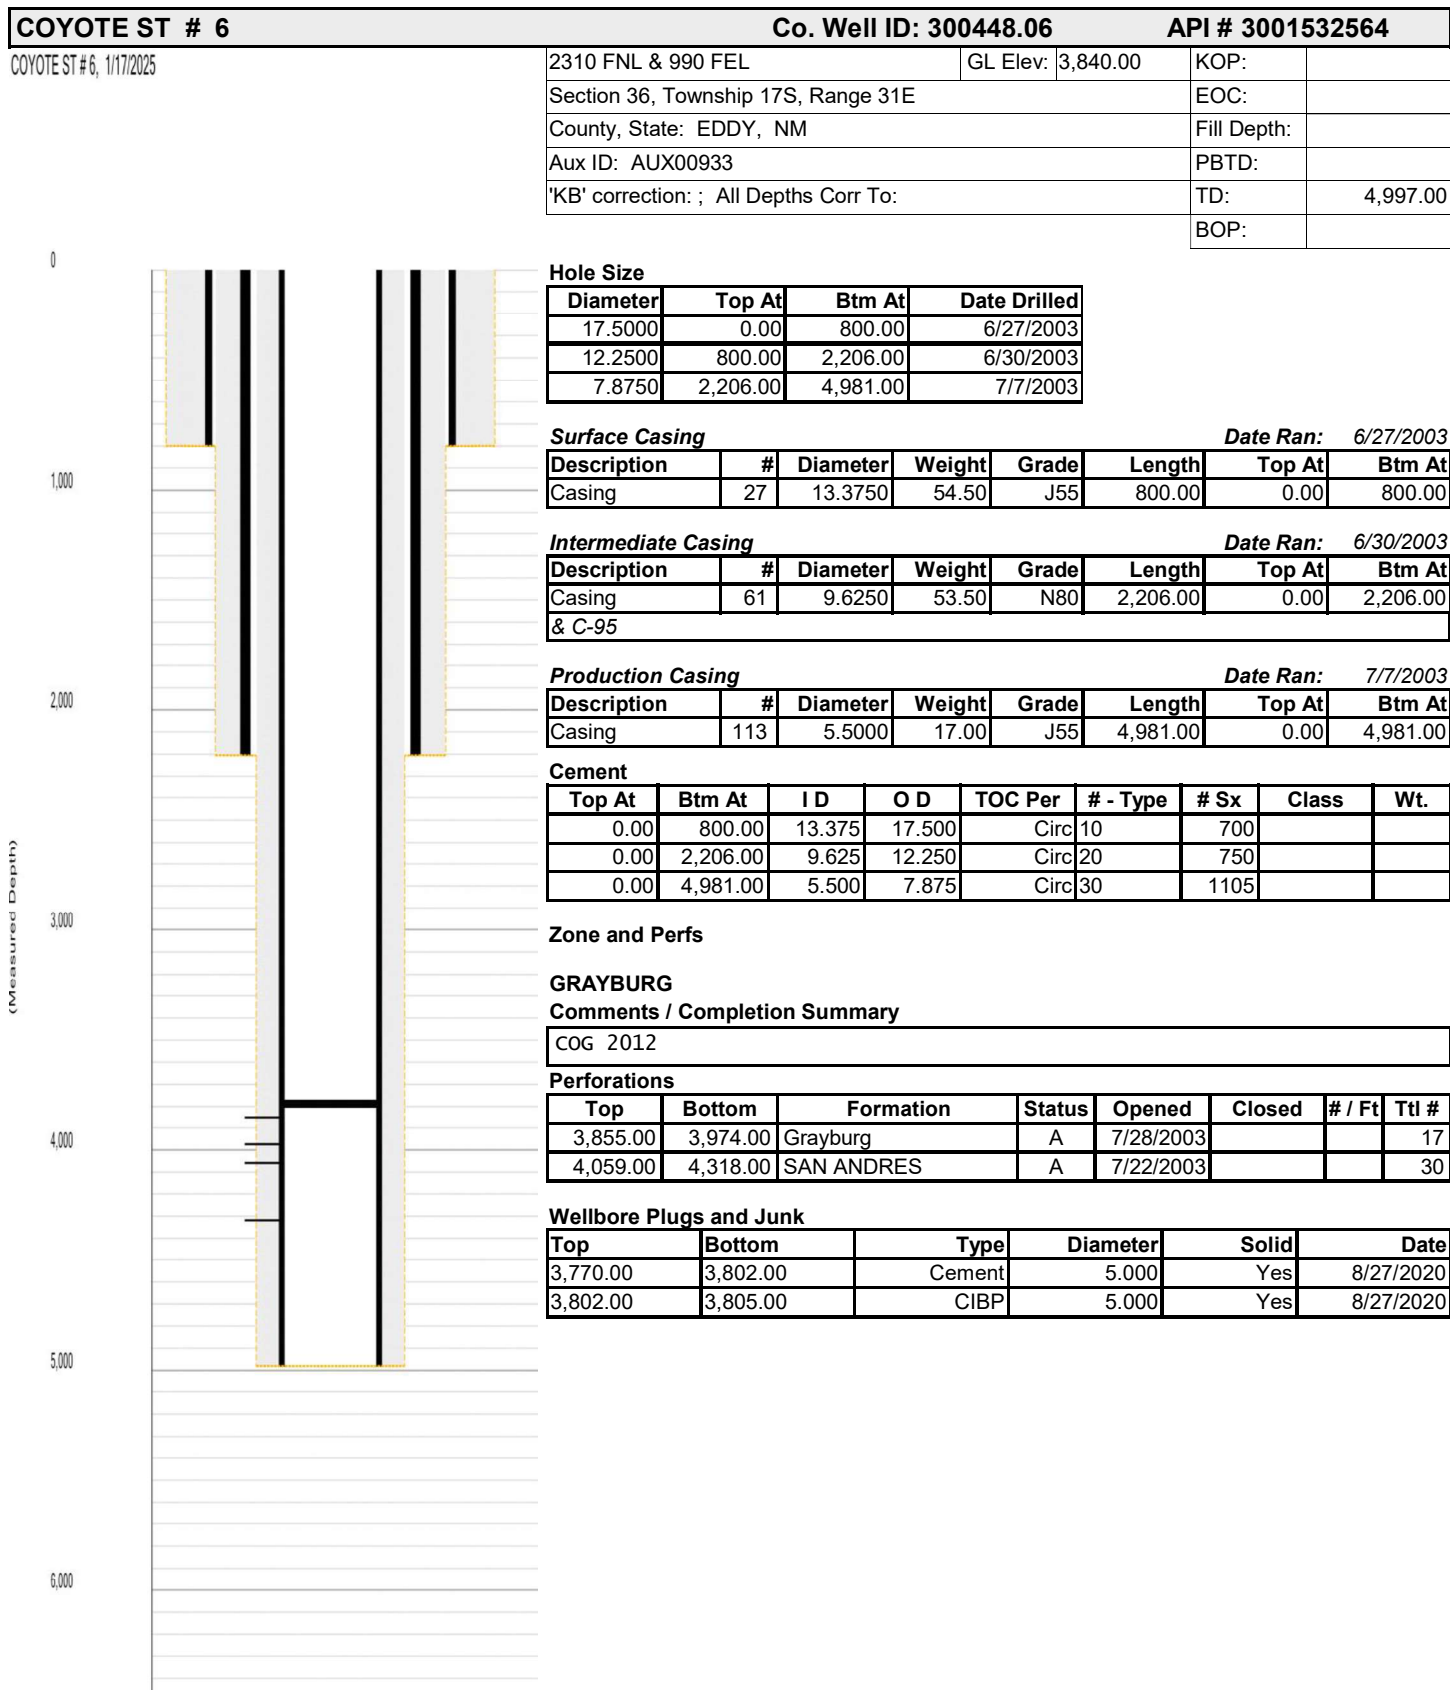 COYOTE ST # 6 Co. Well ID: 300448.06 API # 3001532564
COYOTE ST # 6, 1/17/2025
2310 FNL & 990 FEL GL Elev: 3,840.00 KOP:
Section 36, Township 17S, Range 31E EOC:
County, State: EDDY, NM Fill Depth:
Aux ID: AUX00933 PBTD:
'KB' correction: ; All Depths Corr To: TD: 4,997.00
BOP:
Hole Size
Diameter Top At Btm At Date Drilled
17.5000 0.00 800.00 6/27/2003
12.2500 800.00 2,206.00 6/30/2003
7.8750 2,206.00 4,981.00 7/7/2003
Surface Casing Date Ran: 6/27/2003
Description # Diameter Weight Grade Length Top At Btm At
Casing 27 13.3750 54.50 J55 800.00 0.00 800.00
Intermediate Casing Date Ran: 6/30/2003
Description # Diameter Weight Grade Length Top At Btm At
Casing 61 9.6250 53.50 N80 2,206.00 0.00 2,206.00
& C-95
Production Casing Date Ran: 7/7/2003
Description # Diameter Weight Grade Length Top At Btm At
Casing 113 5.5000 17.00 J55 4,981.00 0.00 4,981.00
Cement
Top At Btm At I D O D TOC Per # - Type # Sx Class Wt.
0.00 800.00 13.375 17.500 Circ 10 700
0.00 2,206.00 9.625 12.250 Circ 20 750
0.00 4,981.00 5.500 7.875 Circ 30 1105
Zone and Perfs
GRAYBURG
Comments / Completion Summary
COG 2012
Perforations
Top Bottom Formation Status Opened Closed # / Ft Ttl #
3,855.00 3,974.00 Grayburg A 7/28/2003 17
4,059.00 4,318.00 SAN ANDRES A 7/22/2003 30
Wellbore Plugs and Junk
Top Bottom Type Diameter Solid Date
3,770.00 3,802.00 Cement 5.000 Yes 8/27/2020
3,802.00 3,805.00 CIBP 5.000 Yes 8/27/2020
0
1,000
2,000
3,000
4,000
5,000
6,000
(Measured Depth)